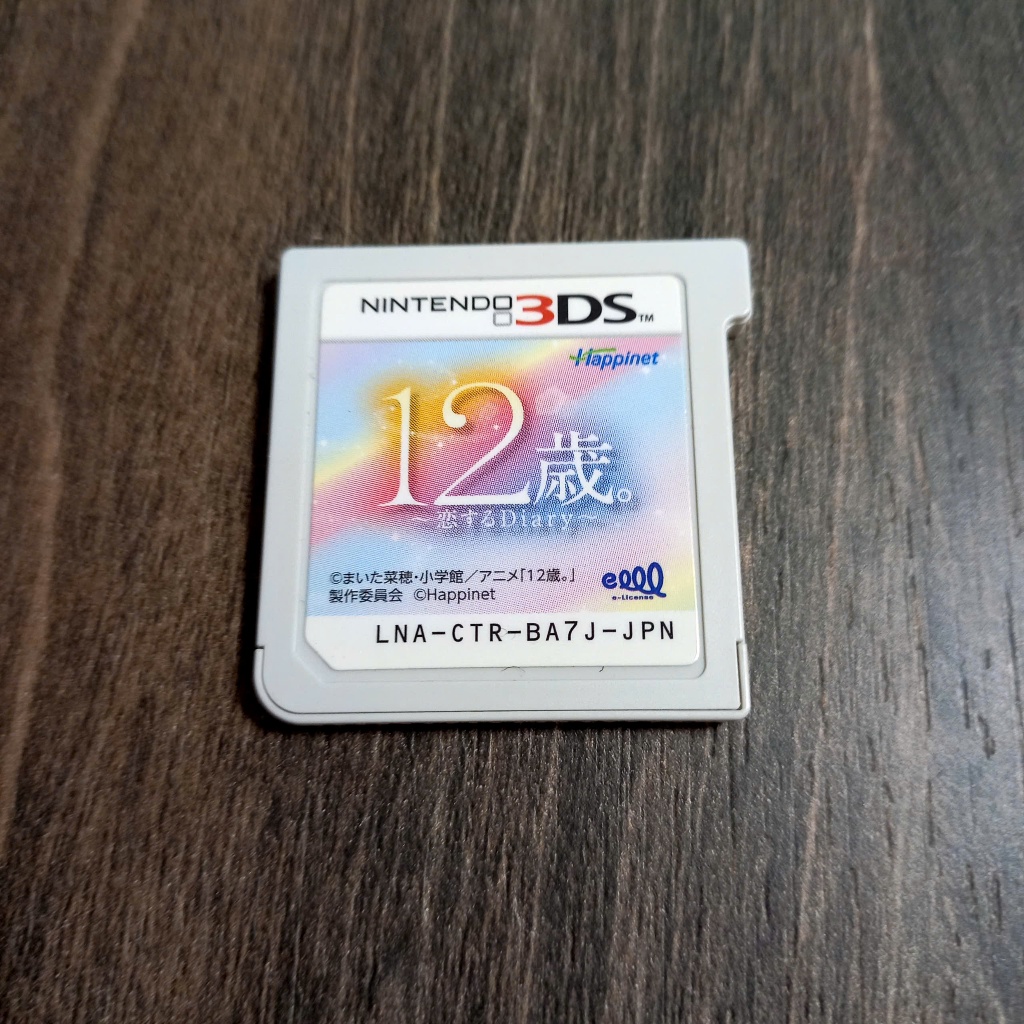 NINTENDO 3DS™
Happinet
12歳。
～恋するDiary～
©まいた菜穂・小学館／アニメ「12歳。」
製作委員会 ©Happinet
e-License
LNA-CTR-BA7J-JPN